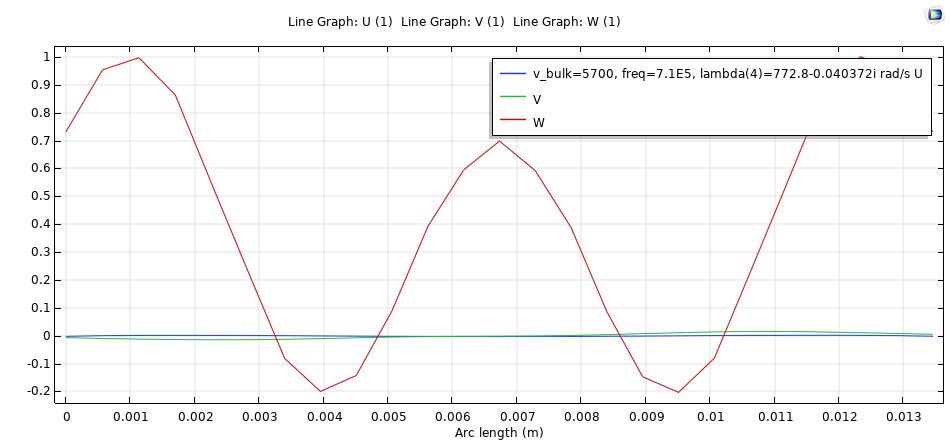 Line Graph: U (1) Line Graph: V (1) Line Graph: W (1)
1
0.9
0.8
0.7
0.6
0.5
0.4
0.3
0.2
0.1
0
-0.1
-0.2
v_bulk=5700, freq=7.1E5, lambda(4)=772.8-0.040372i rad/s U
V
W
0 0.001 0.002 0.003 0.004 0.005 0.006 0.007 0.008 0.009 0.01 0.011 0.012 0.013
Arc length (m)